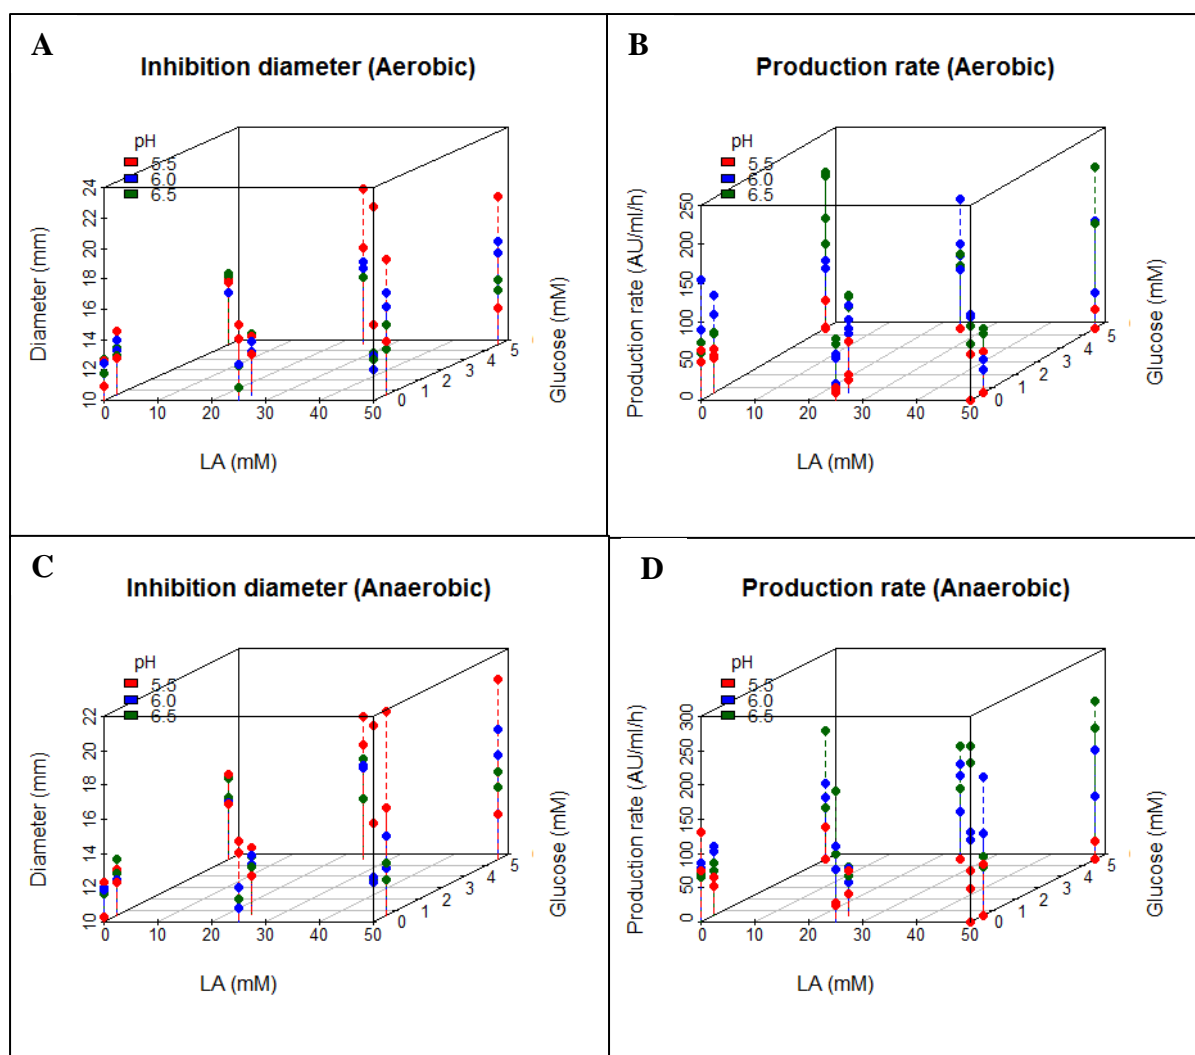 A
Inhibition diameter (Aerobic)
pH
5.5
6.0
6.5
Diameter (mm)
10 12 14 16 18 20 22 24
0 10 20 30 40 50
LA (mM)
0 1 2 3 4 5
Glucose (mM)
B
Production rate (Aerobic)
pH
5.5
6.0
6.5
Production rate (AU/ml/h)
0 50 100 150 200 250
0 10 20 30 40 50
LA (mM)
0 1 2 3 4 5
Glucose (mM)
C
Inhibition diameter (Anaerobic)
pH
5.5
6.0
6.5
Diameter (mm)
10 12 14 16 18 20 22
0 10 20 30 40 50
LA (mM)
0 1 2 3 4 5
Glucose (mM)
D
Production rate (Anaerobic)
pH
5.5
6.0
6.5
Production rate (AU/ml/h)
0 50 100 150 200 250 300
0 10 20 30 40 50
LA (mM)
0 1 2 3 4 5
Glucose (mM)